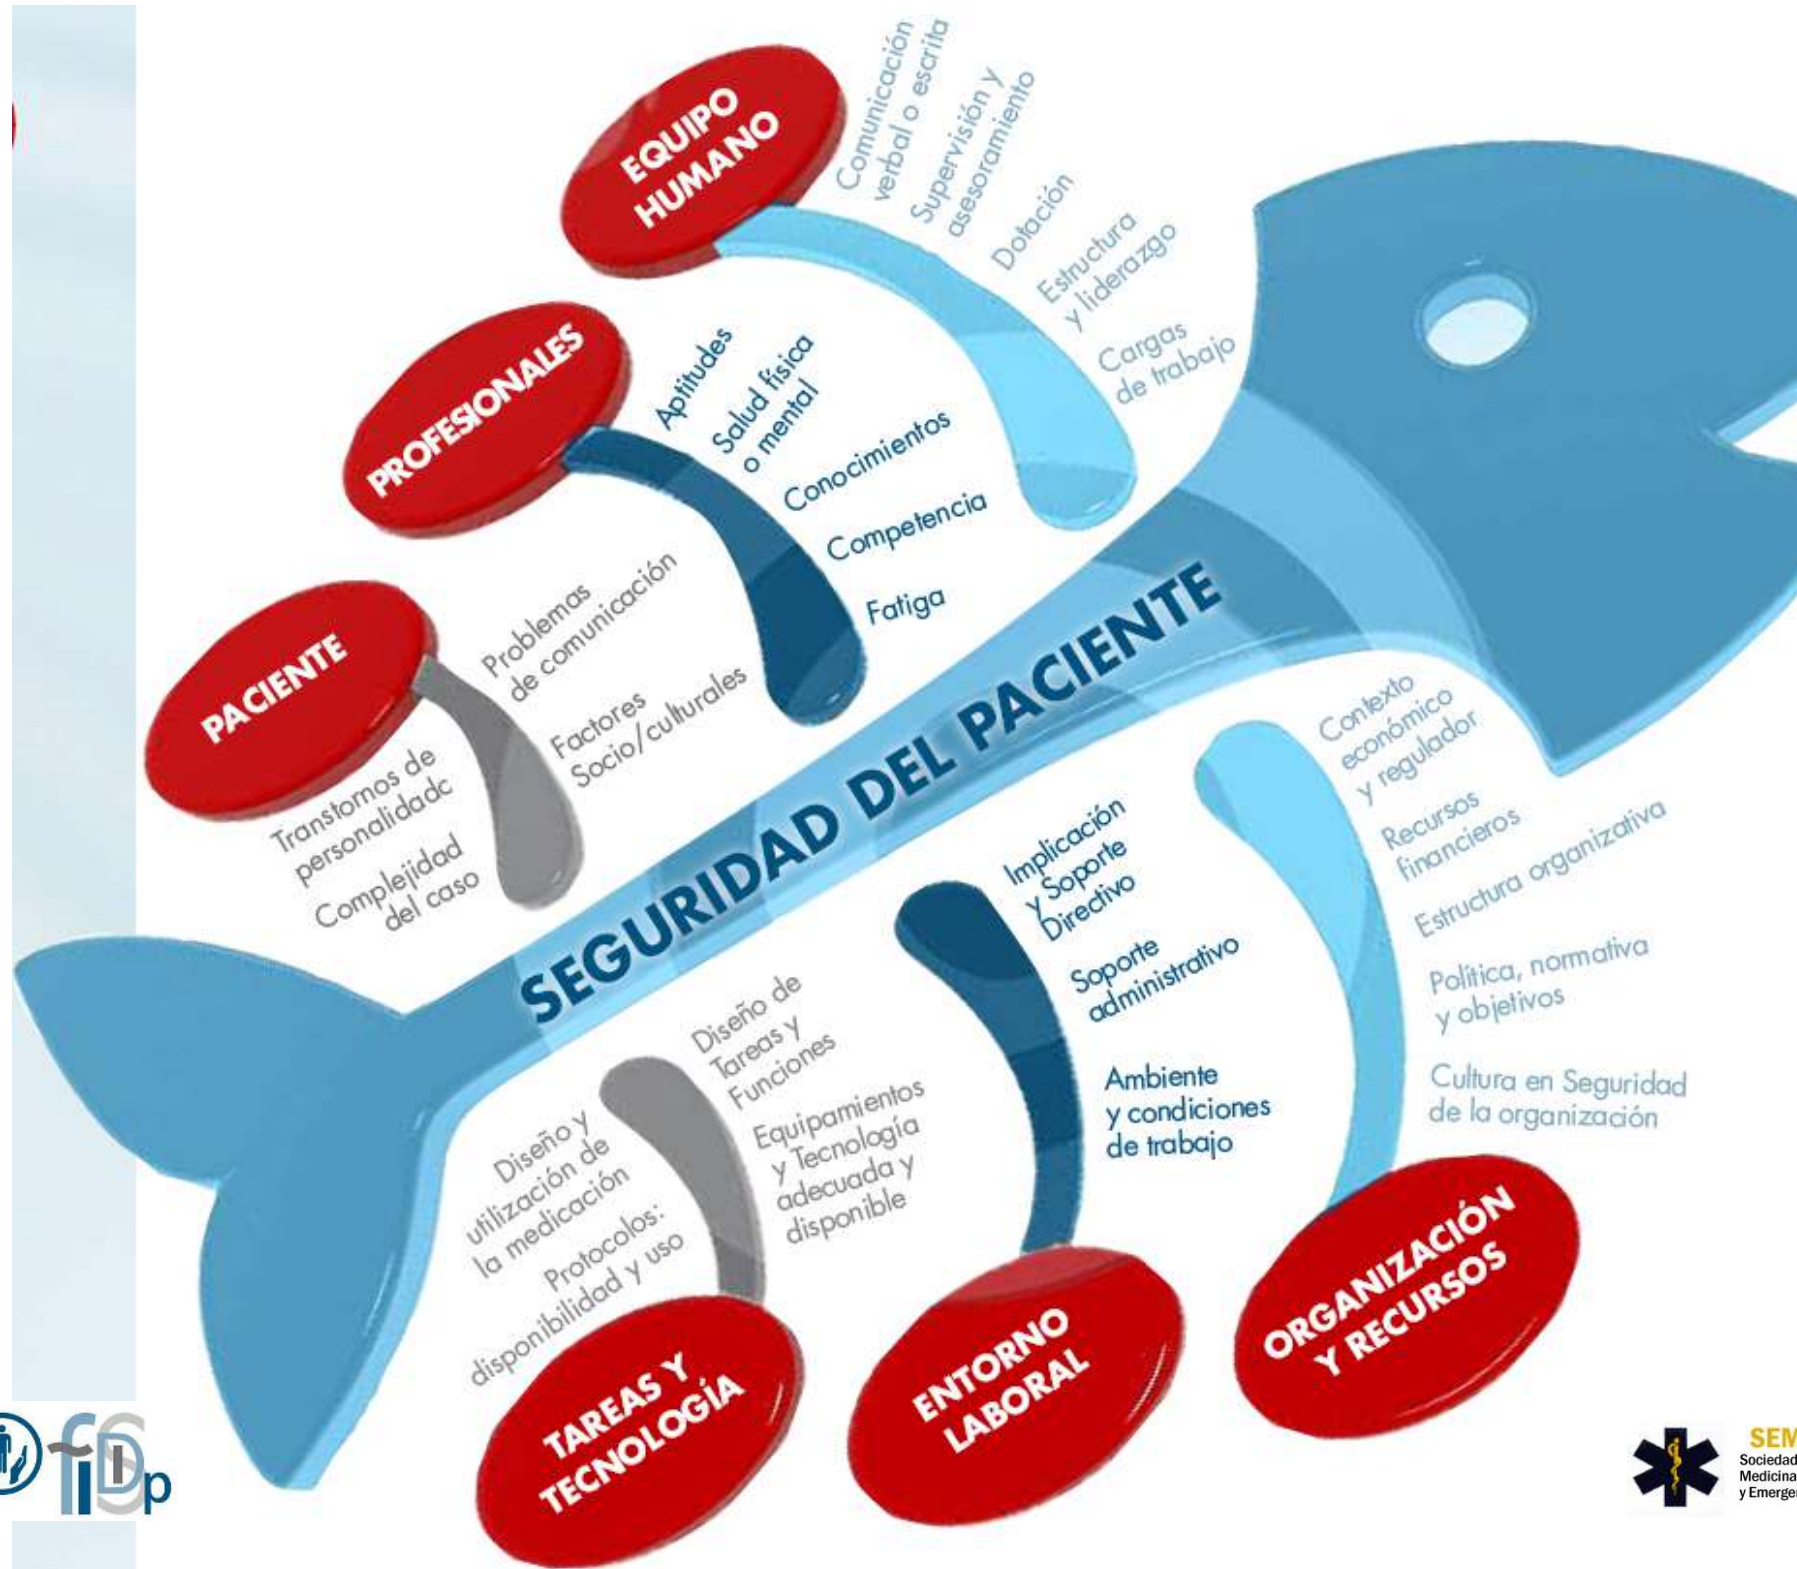 EQUIPO
HUMANO
Comunicación
verbal o escrita
Supervisión y
asesoramiento
Dotación
Estructura
y liderazgo
Cargas
de trabajo
PROFESIONALES
Aptitudes
Salud física
o mental
Conocimientos
Competencia
Fatiga
PACIENTE
Problemas
de comunicación
Factores
Socio/culturales
Transtornos de
personalidadc
Complejidad
del caso
SEGURIDAD DEL PACIENTE
Diseño de
Tareas y
Funciones
Equipamientos
y Tecnología
adecuada y
disponible
Diseño y
utilización de
la medicación
Protocolos:
disponibilidad y uso
TAREAS Y
TECNOLOGÍA
Implicación
y Soporte
Directivo
Soporte
administrativo
Ambiente
y condiciones
de trabajo
ENTORNO
LABORAL
Contexto
económico
y regulador
Recursos
financieros
Estructura organizativa
Política, normativa
y objetivos
Cultura en Seguridad
de la organización
ORGANIZACIÓN
Y RECURSOS
SEM
Sociedad
Medicina
y Emerge